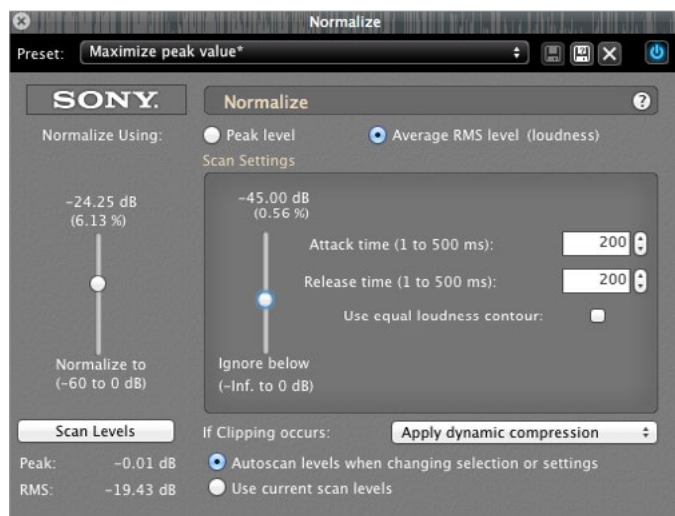 Normalize
Preset: Maximize peak value*
SONY. Normalize ?
Normalize Using: Peak level Average RMS level (loudness)
Scan Settings
-24.25 dB
(6.13 %)
-45.00 dB
(0.56 %)
Attack time (1 to 500 ms): 200
Release time (1 to 500 ms): 200
Use equal loudness contour:
Normalize to
(-60 to 0 dB)
Ignore below
(-Inf. to 0 dB)
Scan Levels If Clipping occurs: Apply dynamic compression
Peak: -0.01 dB Autoscan levels when changing selection or settings
RMS: -19.43 dB Use current scan levels